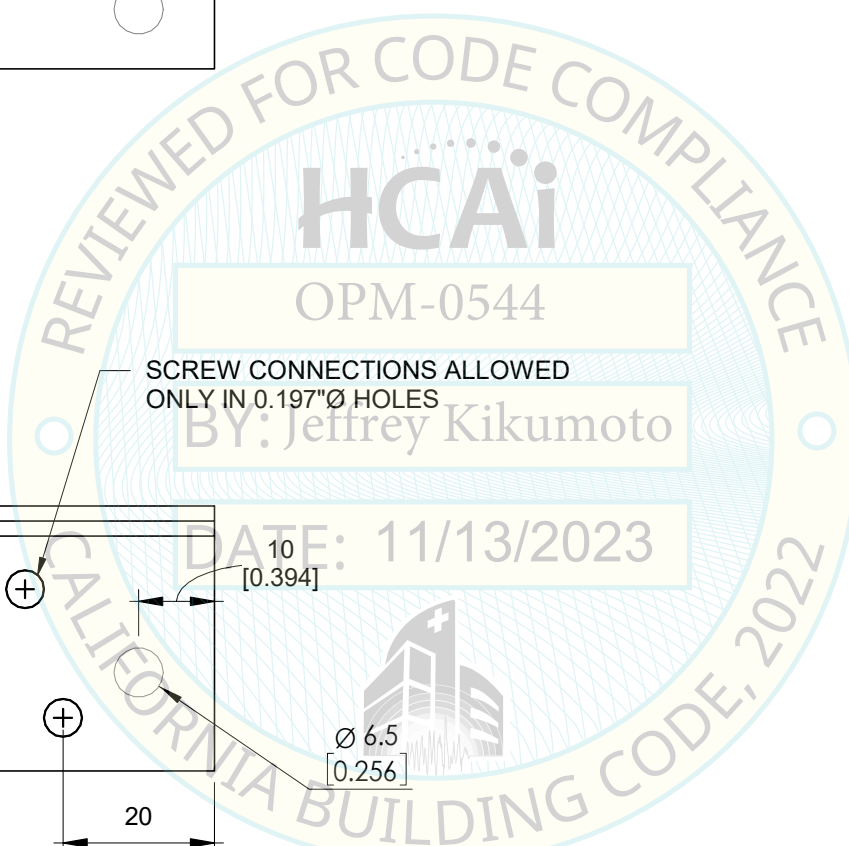 REVIEWED FOR CODE COMPLIANCE
HCAi
OPM-0544
SCREW CONNECTIONS ALLOWED
ONLY IN 0.197"Ø HOLES
BY: Jeffrey Kikumoto
DATE: 11/13/2023
10
[0.394]
Ø 6.5
[0.256]
20
CALIFORNIA BUILDING CODE, 2022